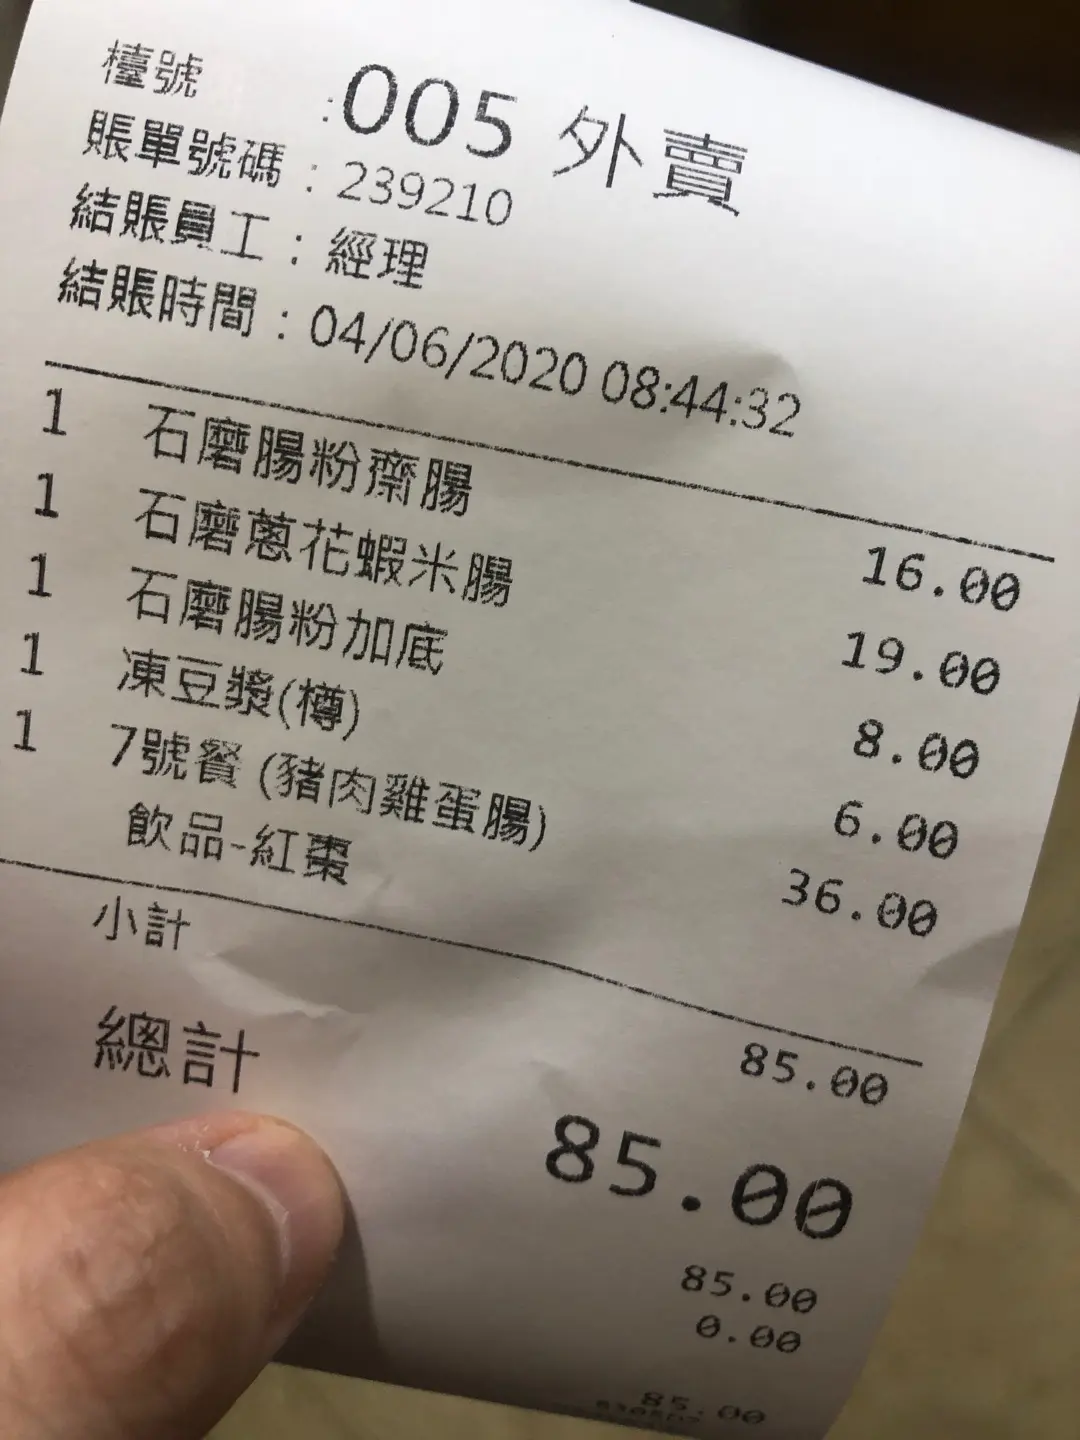 檯號 :005 外賣
賬單號碼 : 239210
結賬員工 : 經理
結賬時間 : 04/06/2020 08:44:32
1 石磨腸粉齋腸 16.00
1 石磨蔥花蝦米腸 19.00
1 石磨腸粉加底 8.00
1 凍豆漿(樽) 6.00
1 7號餐 (豬肉雞蛋腸) 36.00
飲品-紅棗
小計 85.00
總計 85.00
85.00
0.00
85.00